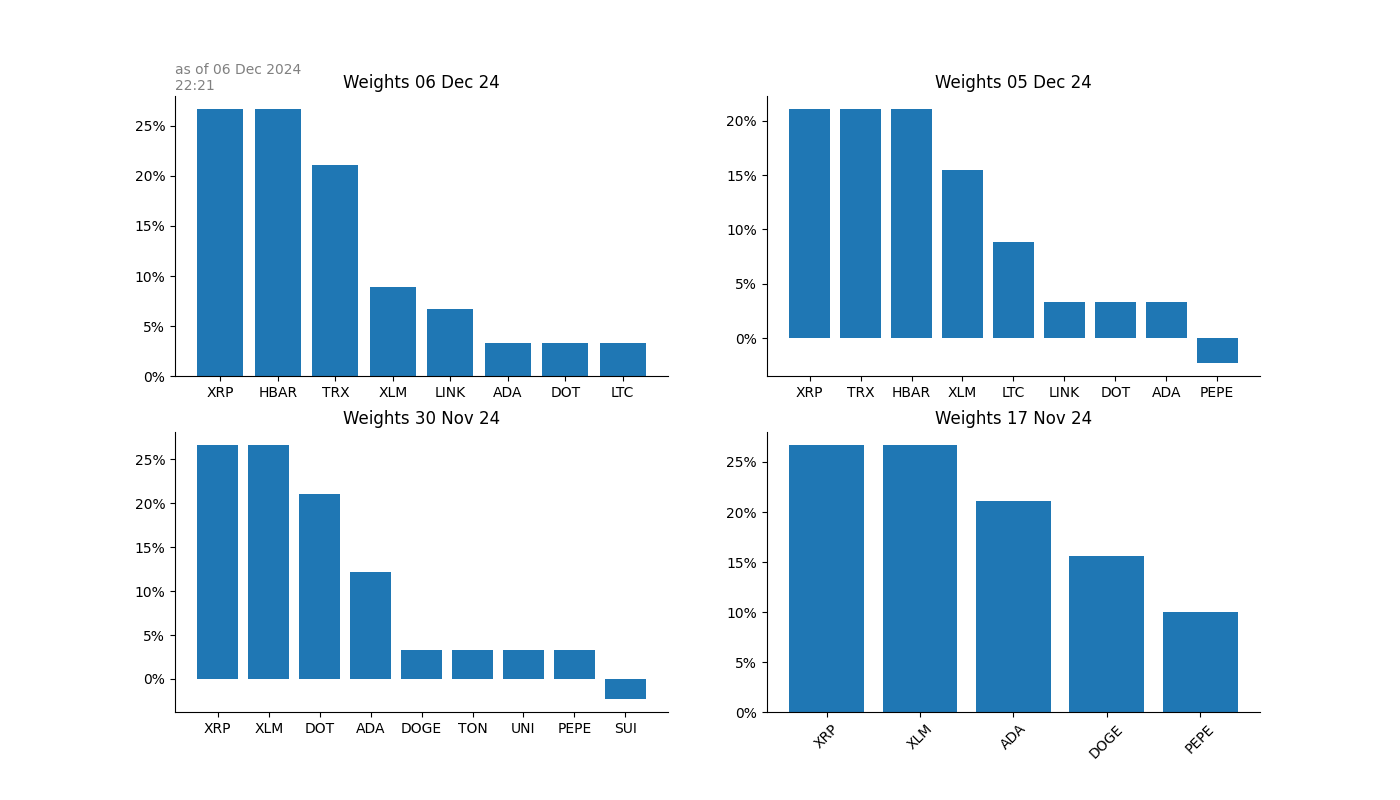 as of 06 Dec 2024
22:21
Weights 06 Dec 24
25%
20%
15%
10%
5%
0%
XRP HBAR TRX XLM LINK ADA DOT LTC
Weights 05 Dec 24
20%
15%
10%
5%
0%
XRP TRX HBAR XLM LTC LINK DOT ADA PEPE
Weights 30 Nov 24
25%
20%
15%
10%
5%
0%
XRP XLM DOT ADA DOGE TON UNI PEPE SUI
Weights 17 Nov 24
25%
20%
15%
10%
5%
0%
XRP XLM ADA DOGE PEPE